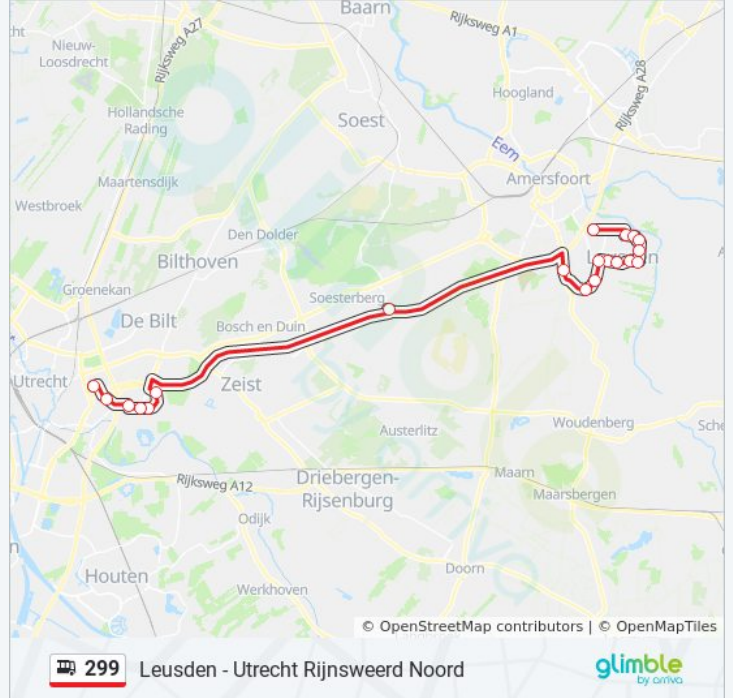 Baarn
Rijksweg A1
ht
Nieuw-
Loosdrecht
Rijksweg A27
Rijksweg A28
Hoogland
Hollandsche
Rading
Soest
Eem
Maartensdijk
Amersfoort
Westbroek
Den Dolder
A
Bilthoven
Groenekan
Soesterberg
De Bilt
Bosch en Duin
Utrecht
Zeist
Austerlitz
Woudenberg
Sche
Maarn
Rijksweg A12
Driebergen-
Rijsenburg
Maarsbergen
Odijk
n
Houten
Doorn
Werkhoven
© OpenStreetMap contributors | © OpenMapTiles
299 Leusden - Utrecht Rijnsweerd Noord
glimble
by arriva